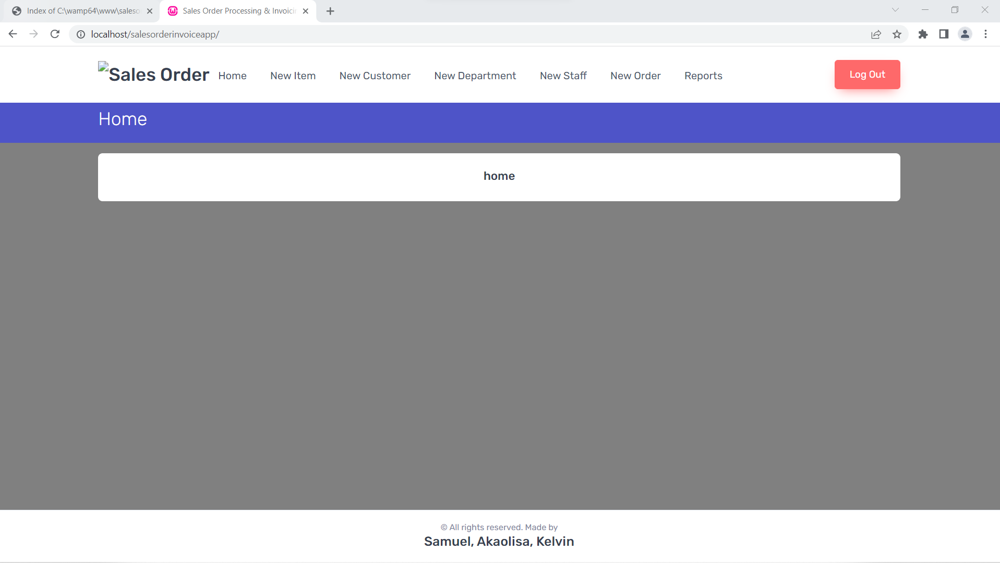 Index of C:\wamp64\www\saleso
Sales Order Processing & Invoicin
localhost/salesorderinvoiceapp/
Sales Order
Home
New Item
New Customer
New Department
New Staff
New Order
Reports
Log Out
Home
home
© All rights reserved. Made by
Samuel, Akaolisa, Kelvin